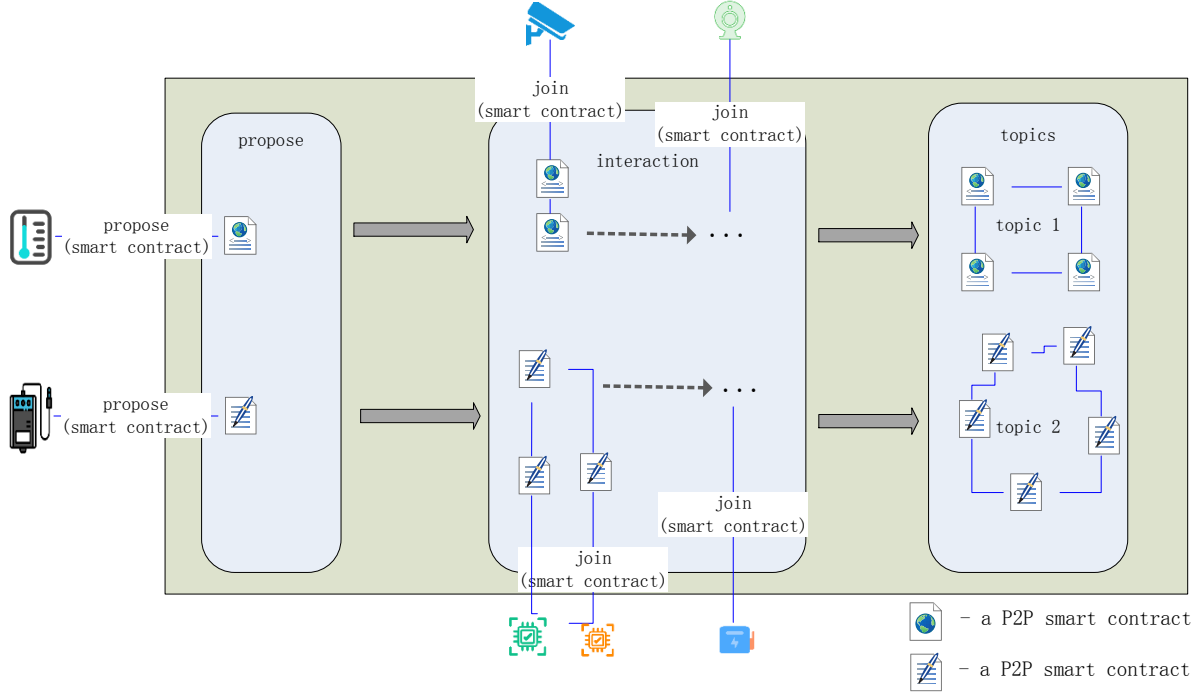 join
(smart contract)
join
(smart contract)
propose
interaction
topics
propose
(smart contract)
...
topic 1
propose
(smart contract)
...
topic 2
join
(smart contract)
join
(smart contract)
- a P2P smart contract
- a P2P smart contract